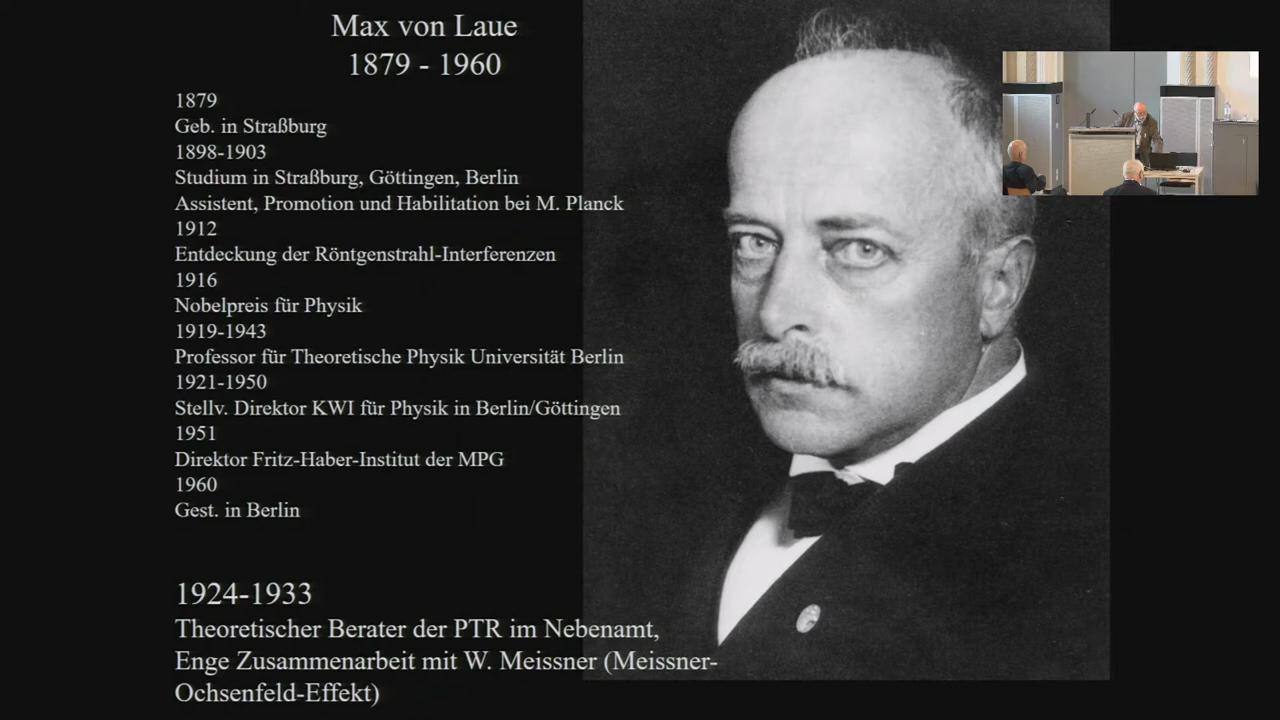 Max von Laue
1879 - 1960
1879
Geb. in Straßburg
1898-1903
Studium in Straßburg, Göttingen, Berlin
Assistent, Promotion und Habilitation bei M. Planck
1912
Entdeckung der Röntgenstrahl-Interferenzen
1916
Nobelpreis für Physik
1919-1943
Professor für Theoretische Physik Universität Berlin
1921-1950
Stellv. Direktor KWI für Physik in Berlin/Göttingen
1951
Direktor Fritz-Haber-Institut der MPG
1960
Gest. in Berlin
1924-1933
Theoretischer Berater der PTR im Nebenamt,
Enge Zusammenarbeit mit W. Meissner (Meissner-
Ochsenfeld-Effekt)